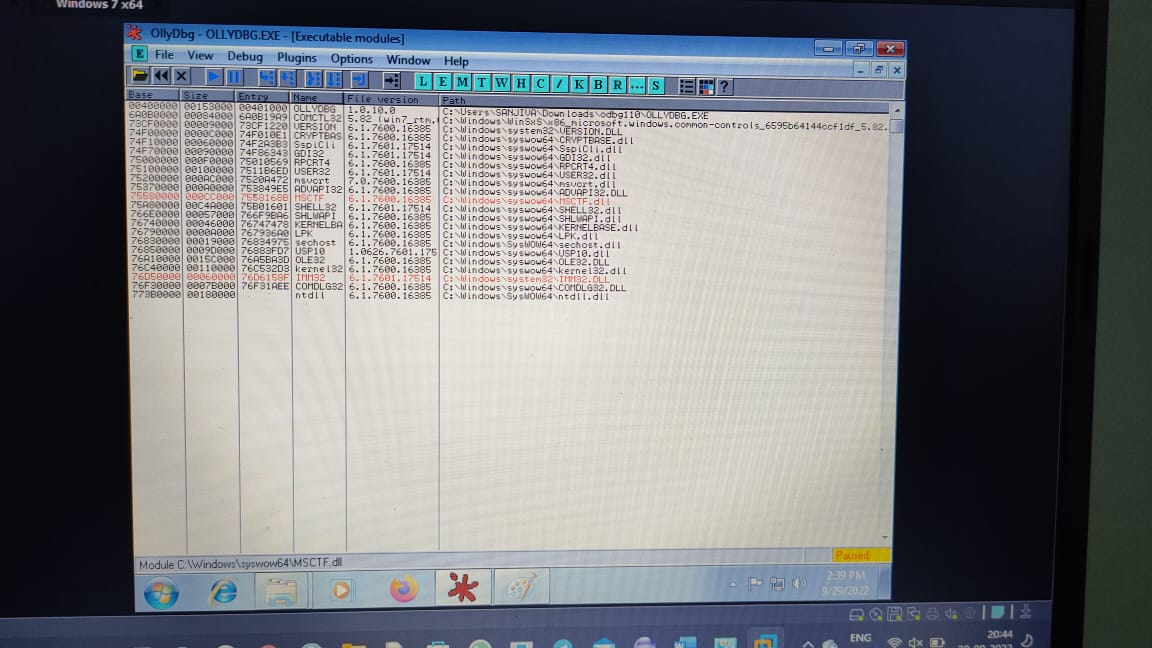 Windows 7 x64
OllyDbg - OLLYDBG.EXE - [Executable modules]
E File View Debug Plugins Options Window Help
L E M T W H C / K B R ... S ?
Base Size Entry Name File version Path
00400000 00153000 00401000 OLLYDBG 1.0.10.0 C:\Users\SANJIVA\Downloads\odbg110\OLLYDBG.EXE
6A0B0000 00084000 6A0B19A9 COMCTL32 5.82 (win7_rtm. C:\Windows\WinSxS\x86_microsoft.windows.common-controls_6595b64144ccf1df_5.82.
73CF0000 00009000 73CF1220 VERSION 6.1.7600.16385 C:\Windows\system32\VERSION.DLL
74F00000 0000C000 74F010E1 CRYPTBAS 6.1.7600.16385 C:\Windows\syswow64\CRYPTBASE.dll
74F10000 00060000 74F2A3B3 SspiCli 6.1.7601.17514 C:\Windows\syswow64\SspiCli.dll
74F70000 00090000 74F86343 GDI32 6.1.7601.17514 C:\Windows\syswow64\GDI32.dll
75000000 000F0000 75010569 RPCRT4 6.1.7600.16385 C:\Windows\syswow64\RPCRT4.dll
75100000 00100000 7511B6ED USER32 6.1.7601.17514 C:\Windows\syswow64\USER32.dll
75200000 000AC000 7520A472 msvcrt 7.0.7600.16385 C:\Windows\syswow64\msvcrt.dll
75370000 000A0000 753849E5 ADVAPI32 6.1.7600.16385 C:\Windows\syswow64\ADVAPI32.DLL
75580000 000CC000 7558168B MSCTF 6.1.7600.16385 C:\Windows\syswow64\MSCTF.dll
75A80000 00C4A000 75B01601 SHELL32 6.1.7601.17514 C:\Windows\syswow64\SHELL32.dll
766E0000 00057000 766F9BA6 SHLWAPI 6.1.7600.16385 C:\Windows\syswow64\SHLWAPI.dll
76740000 00046000 76747478 KERNELBA 6.1.7600.16385 C:\Windows\syswow64\KERNELBASE.dll
76790000 0000A000 767936A0 LPK 6.1.7600.16385 C:\Windows\syswow64\LPK.dll
76830000 00019000 76834975 sechost 6.1.7600.16385 C:\Windows\SysWOW64\sechost.dll
76850000 0009D000 76883FD7 USP10 1.0626.7601.175 C:\Windows\syswow64\USP10.dll
76A10000 0015C000 76A5BA3D OLE32 6.1.7600.16385 C:\Windows\syswow64\OLE32.DLL
76C40000 00110000 76C532D3 kernel32 6.1.7600.16385 C:\Windows\syswow64\kernel32.dll
76D50000 00060000 76D6158F IMM32 6.1.7601.17514 C:\Windows\system32\IMM32.DLL
76F30000 0007B000 76F31AEE COMDLG32 6.1.7600.16385 C:\Windows\syswow64\COMDLG32.DLL
773B0000 00180000 ntdll 6.1.7600.16385 C:\Windows\SysWOW64\ntdll.dll
Module C:\Windows\syswow64\MSCTF.dll
Paused
2:39 PM
9/29/2022
ENG
20:44